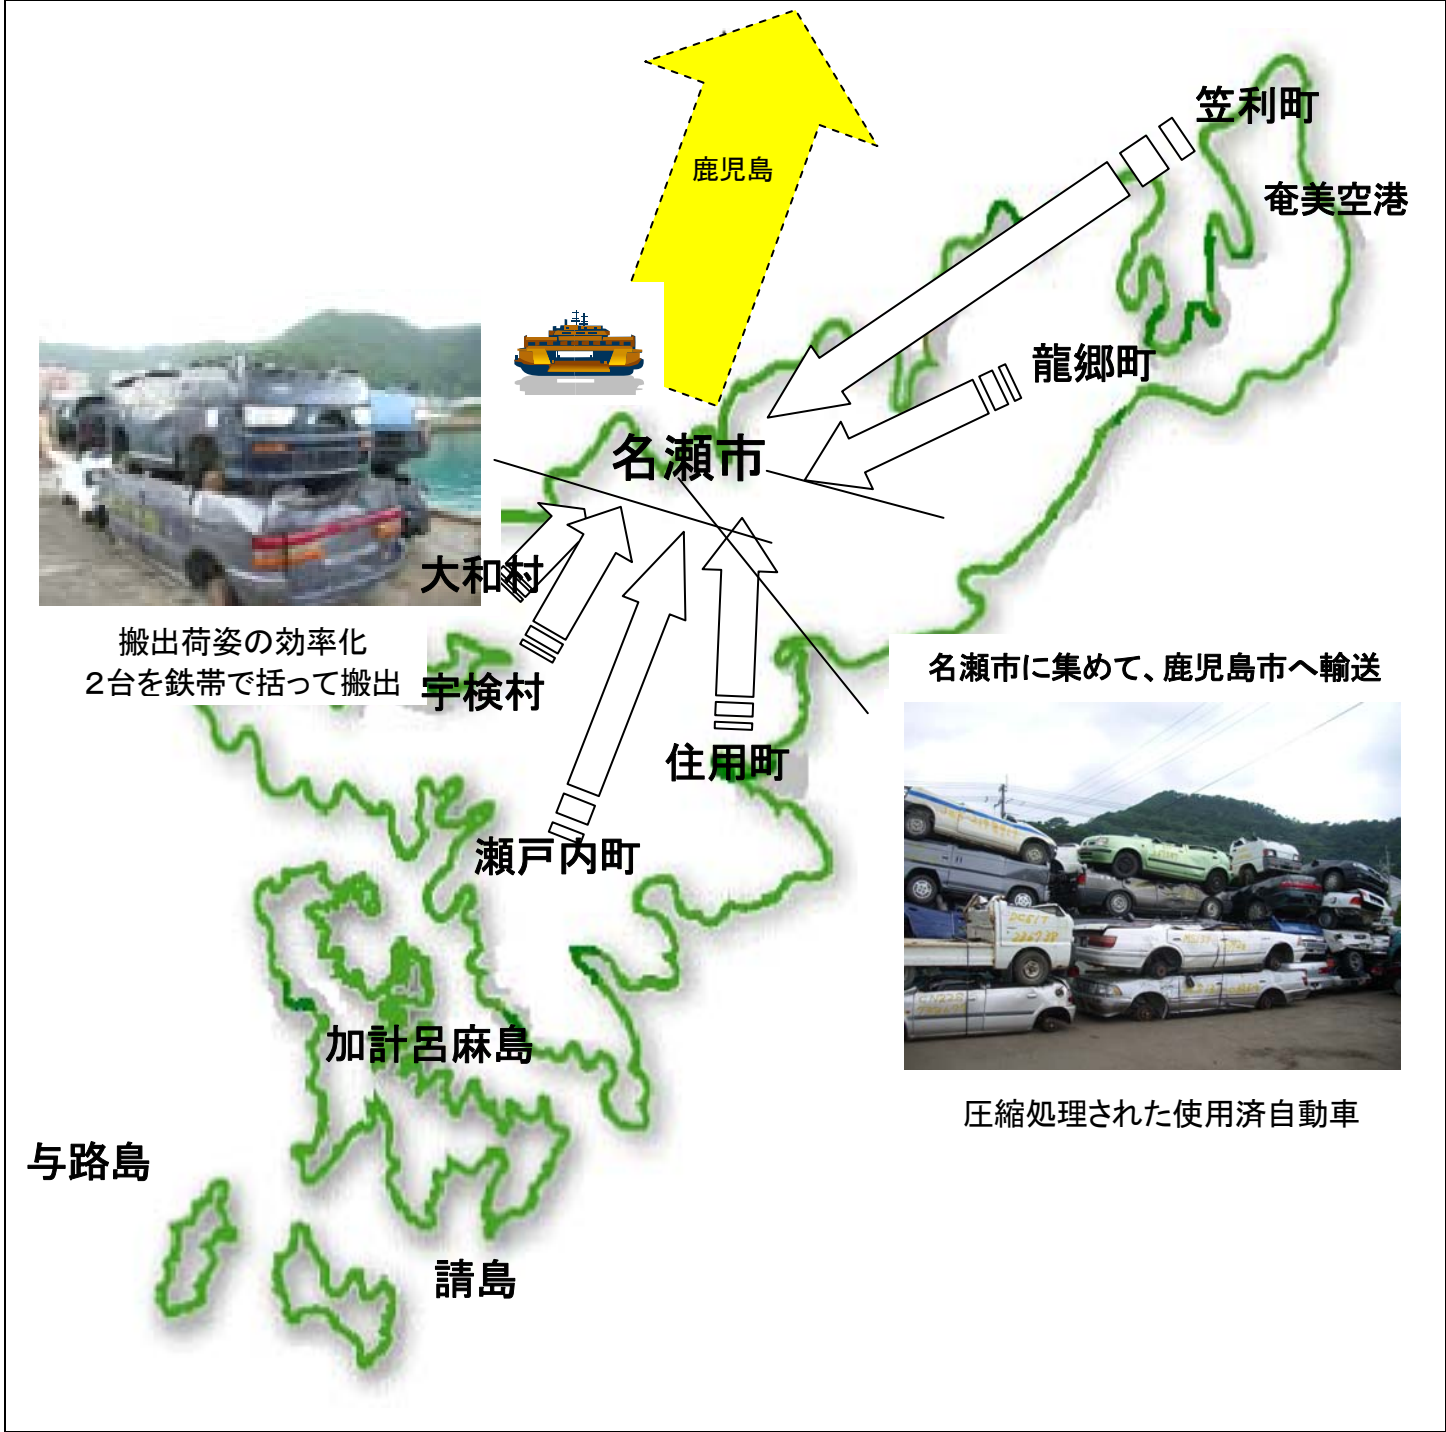 笠利町
鹿児島
奄美空港
龍郷町
名瀬市
大和村
搬出荷姿の効率化
２台を鉄帯で括って搬出
宇検村
名瀬市に集めて、鹿児島市へ輸送
住用町
瀬戸内町
加計呂麻島
圧縮処理された使用済自動車
与路島
請島